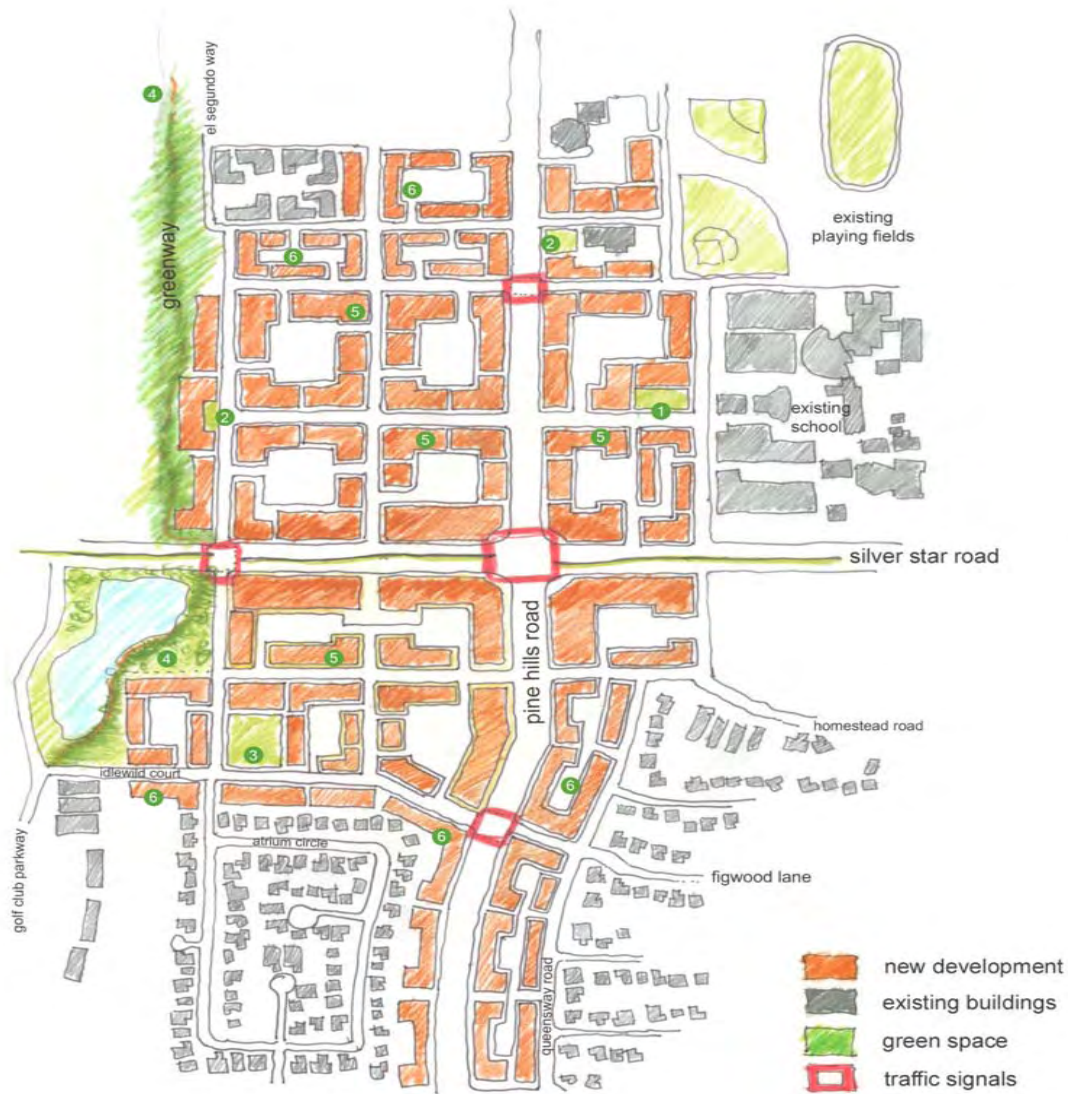 4
el segundo way
6
greenway
2
existing
playing fields
6
5
2
1
5
5
existing
school
silver star road
pine hills road
5
4
homestead road
3
idlewild court
6
6
6
atrium circle
golf club parkway
figwood lane
queensway road
new development
existing buildings
green space
traffic signals